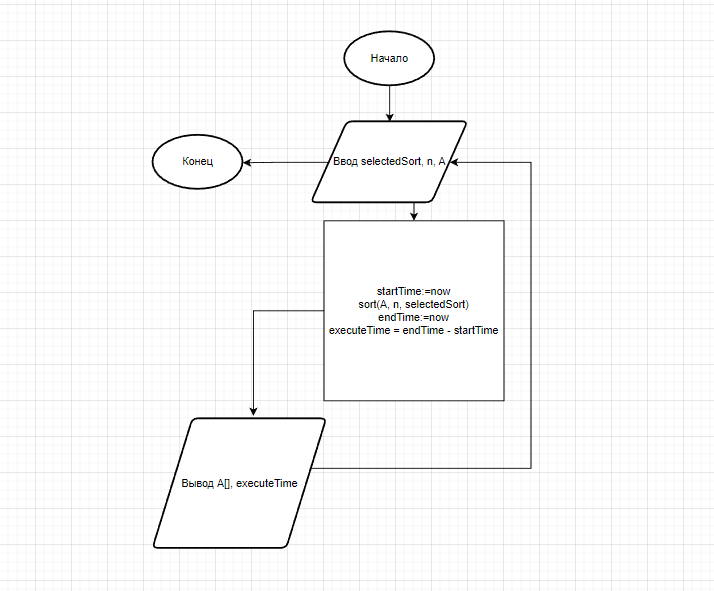 Начало
Ввод selectedSort, n, A
Конец
startTime:=now
sort(A, n, selectedSort)
endTime:=now
executeTime = endTime - startTime
Вывод A[], executeTime